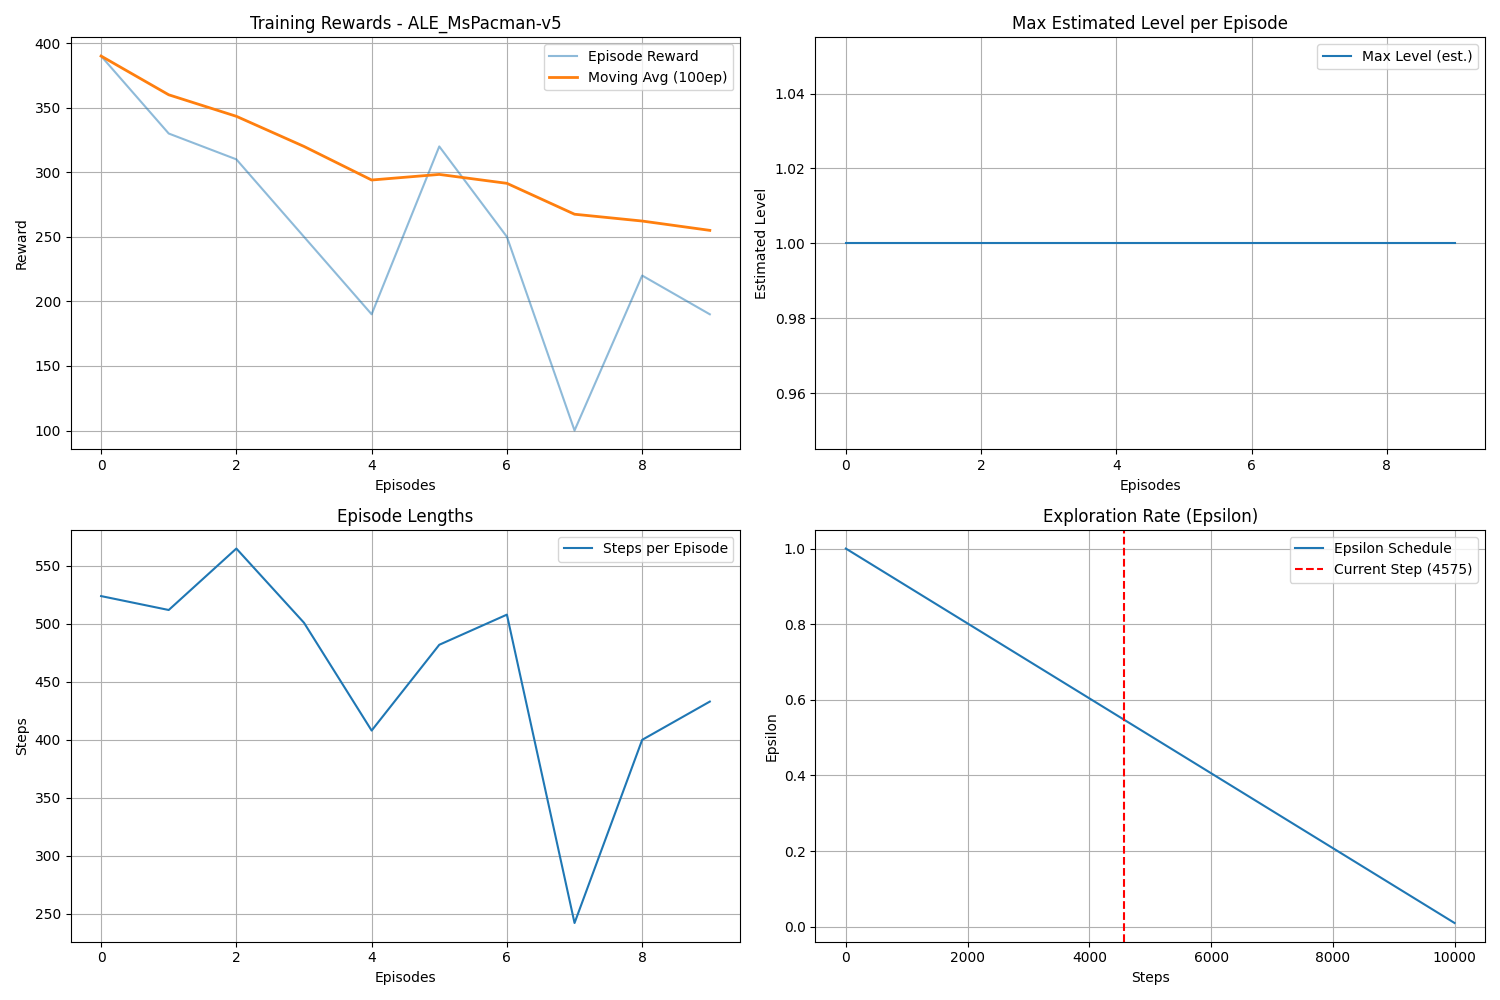 Training Rewards - ALE_MsPacman-v5
Episode Reward
Moving Avg (100ep)
400
350
300
250
200
150
100
Reward
0 2 4 6 8
Episodes
Max Estimated Level per Episode
Max Level (est.)
1.04
1.02
1.00
0.98
0.96
Estimated Level
0 2 4 6 8
Episodes
Episode Lengths
Steps per Episode
550
500
450
400
350
300
250
Steps
0 2 4 6 8
Episodes
Exploration Rate (Epsilon)
Epsilon Schedule
Current Step (4575)
1.0
0.8
0.6
0.4
0.2
0.0
Epsilon
0 2000 4000 6000 8000 10000
Steps